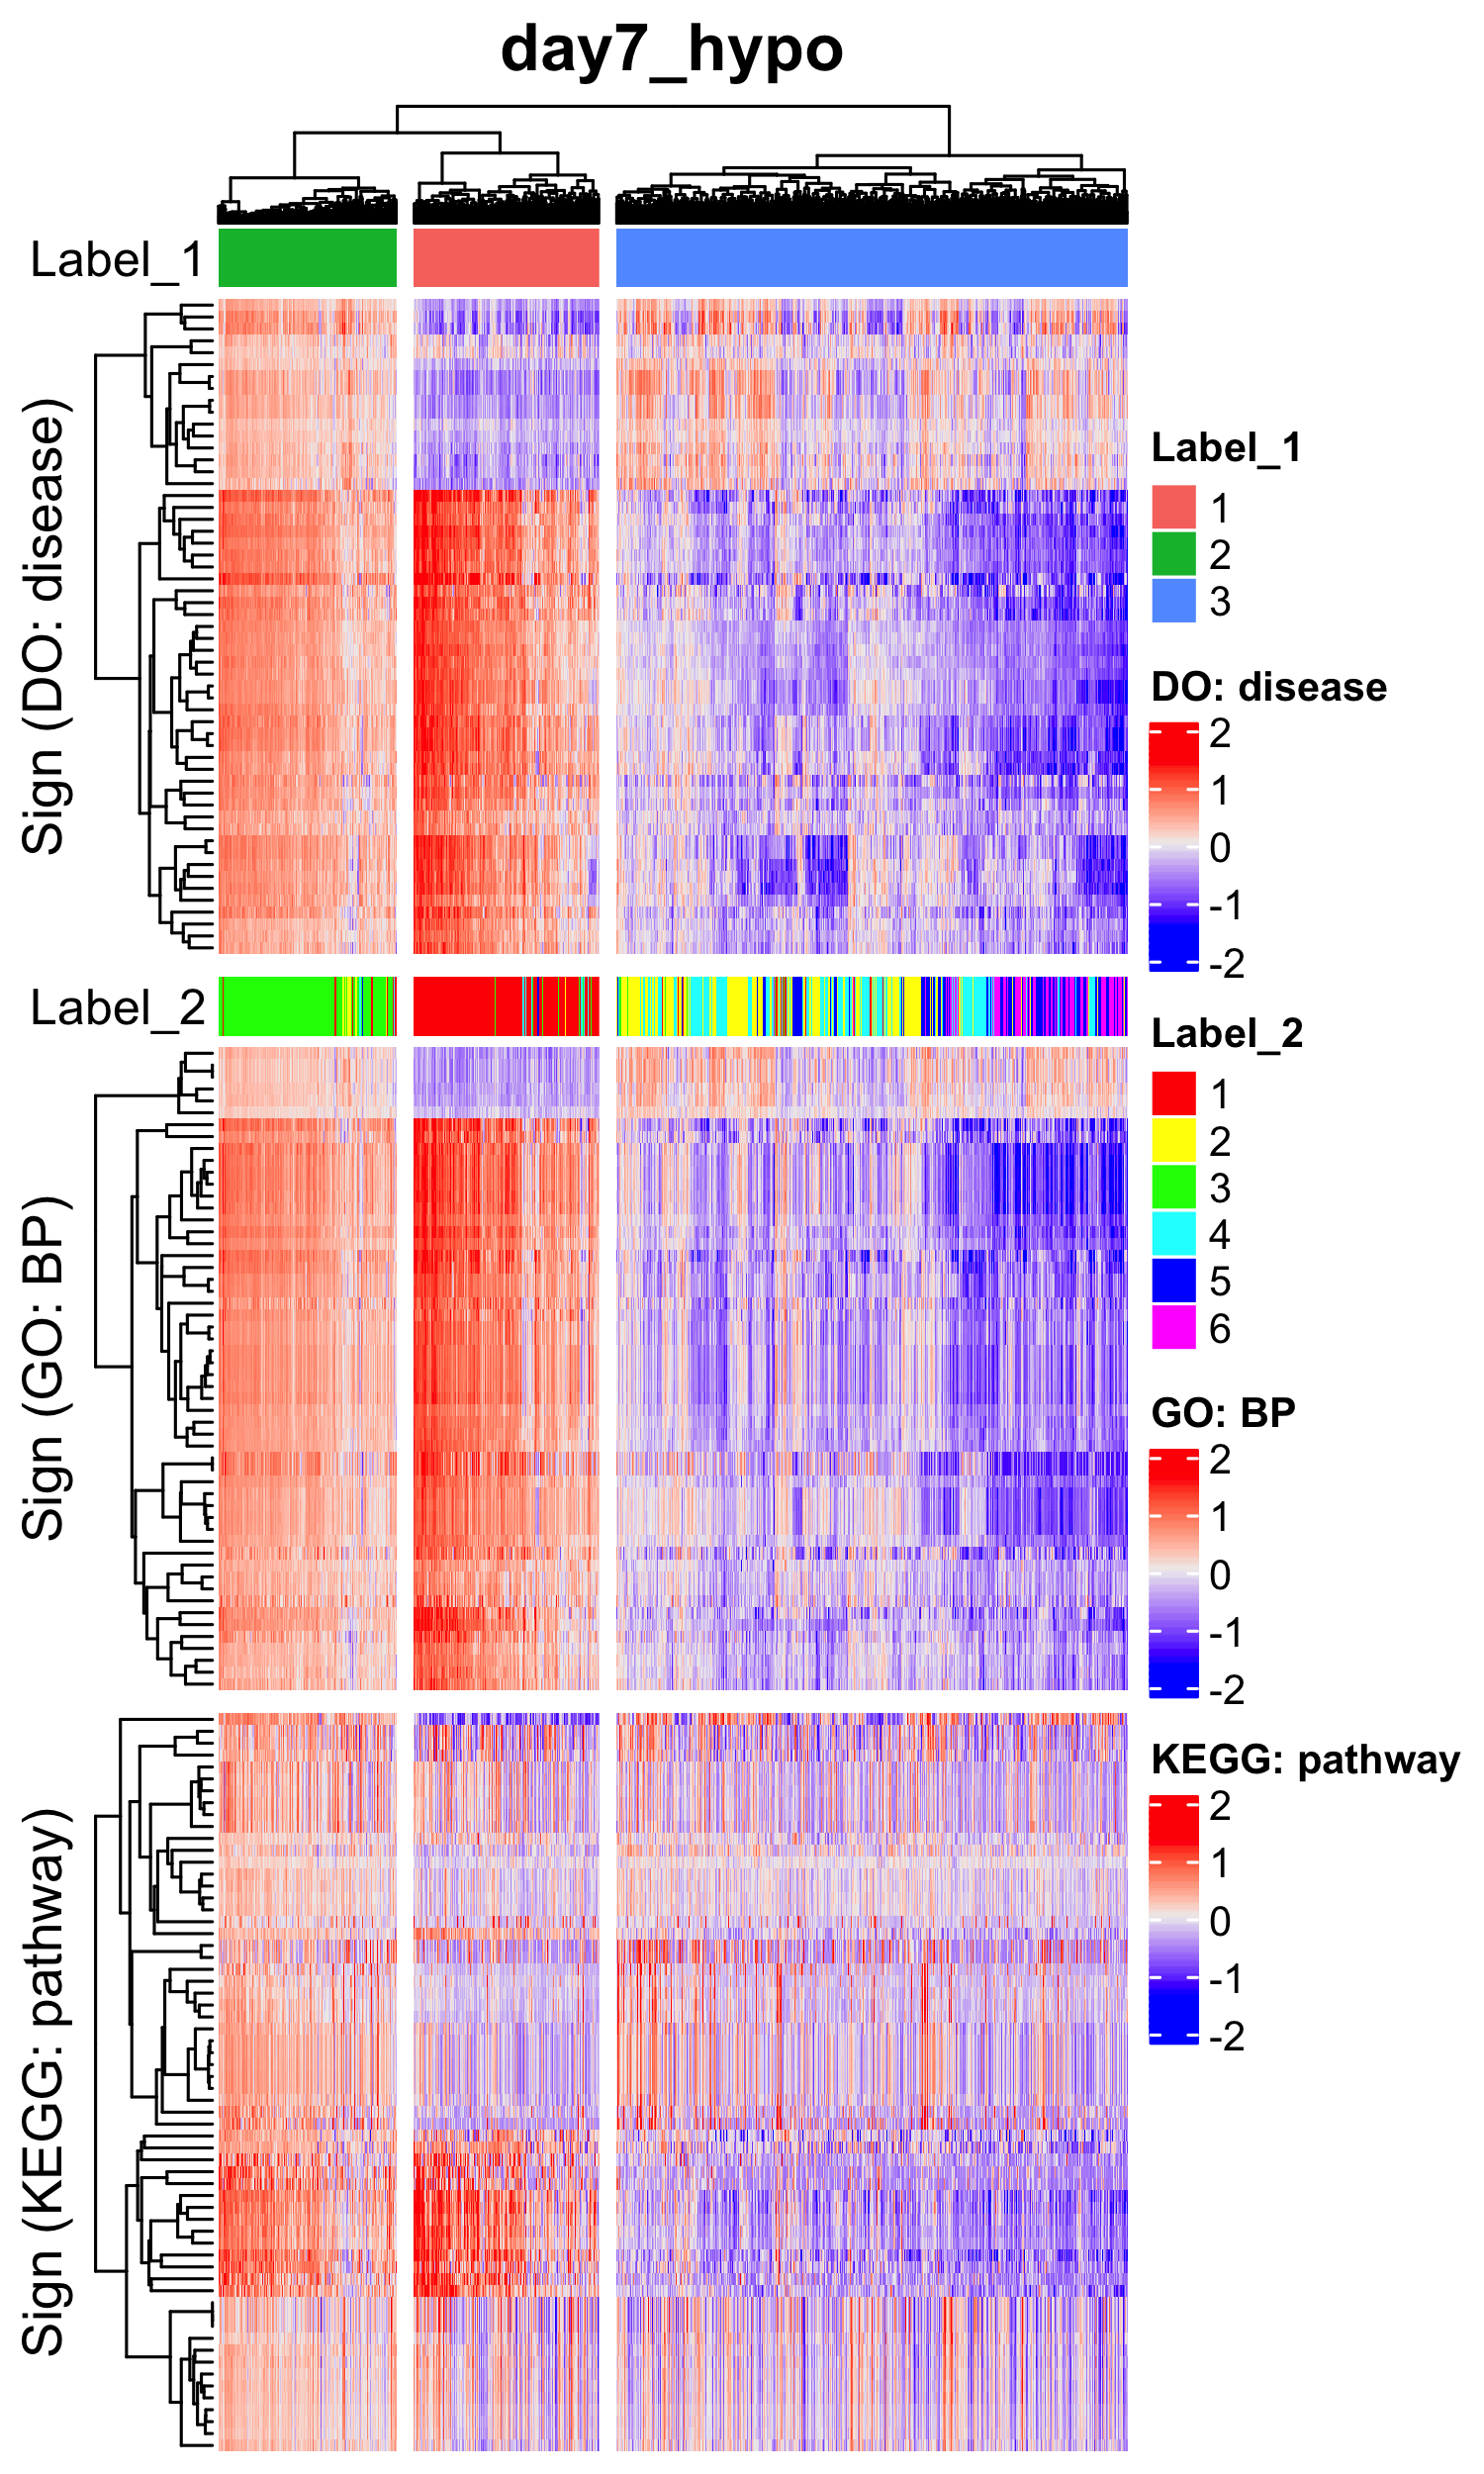 day7_hypo
Label_1
Sign (DO: disease)
Label_2
Sign (GO: BP)
Sign (KEGG: pathway)
Label_1
1
2
3
DO: disease
2
1
0
-1
-2
Label_2
1
2
3
4
5
6
GO: BP
2
1
0
-1
-2
KEGG: pathway
2
1
0
-1
-2